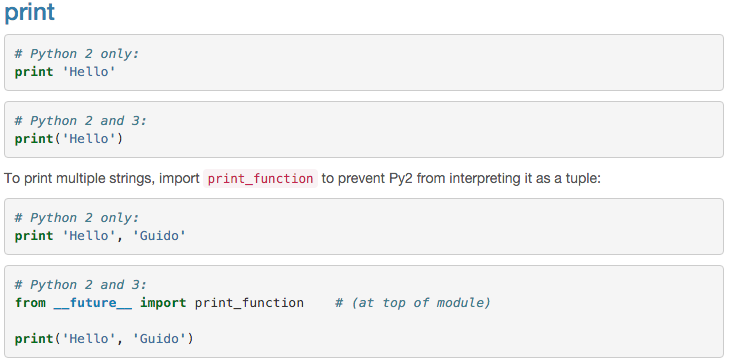 print
# Python 2 only:
print 'Hello'
# Python 2 and 3:
print('Hello')
To print multiple strings, import print_function to prevent Py2 from interpreting it as a tuple:
# Python 2 only:
print 'Hello', 'Guido'
# Python 2 and 3:
from __future__ import print_function    # (at top of module)
print('Hello', 'Guido')